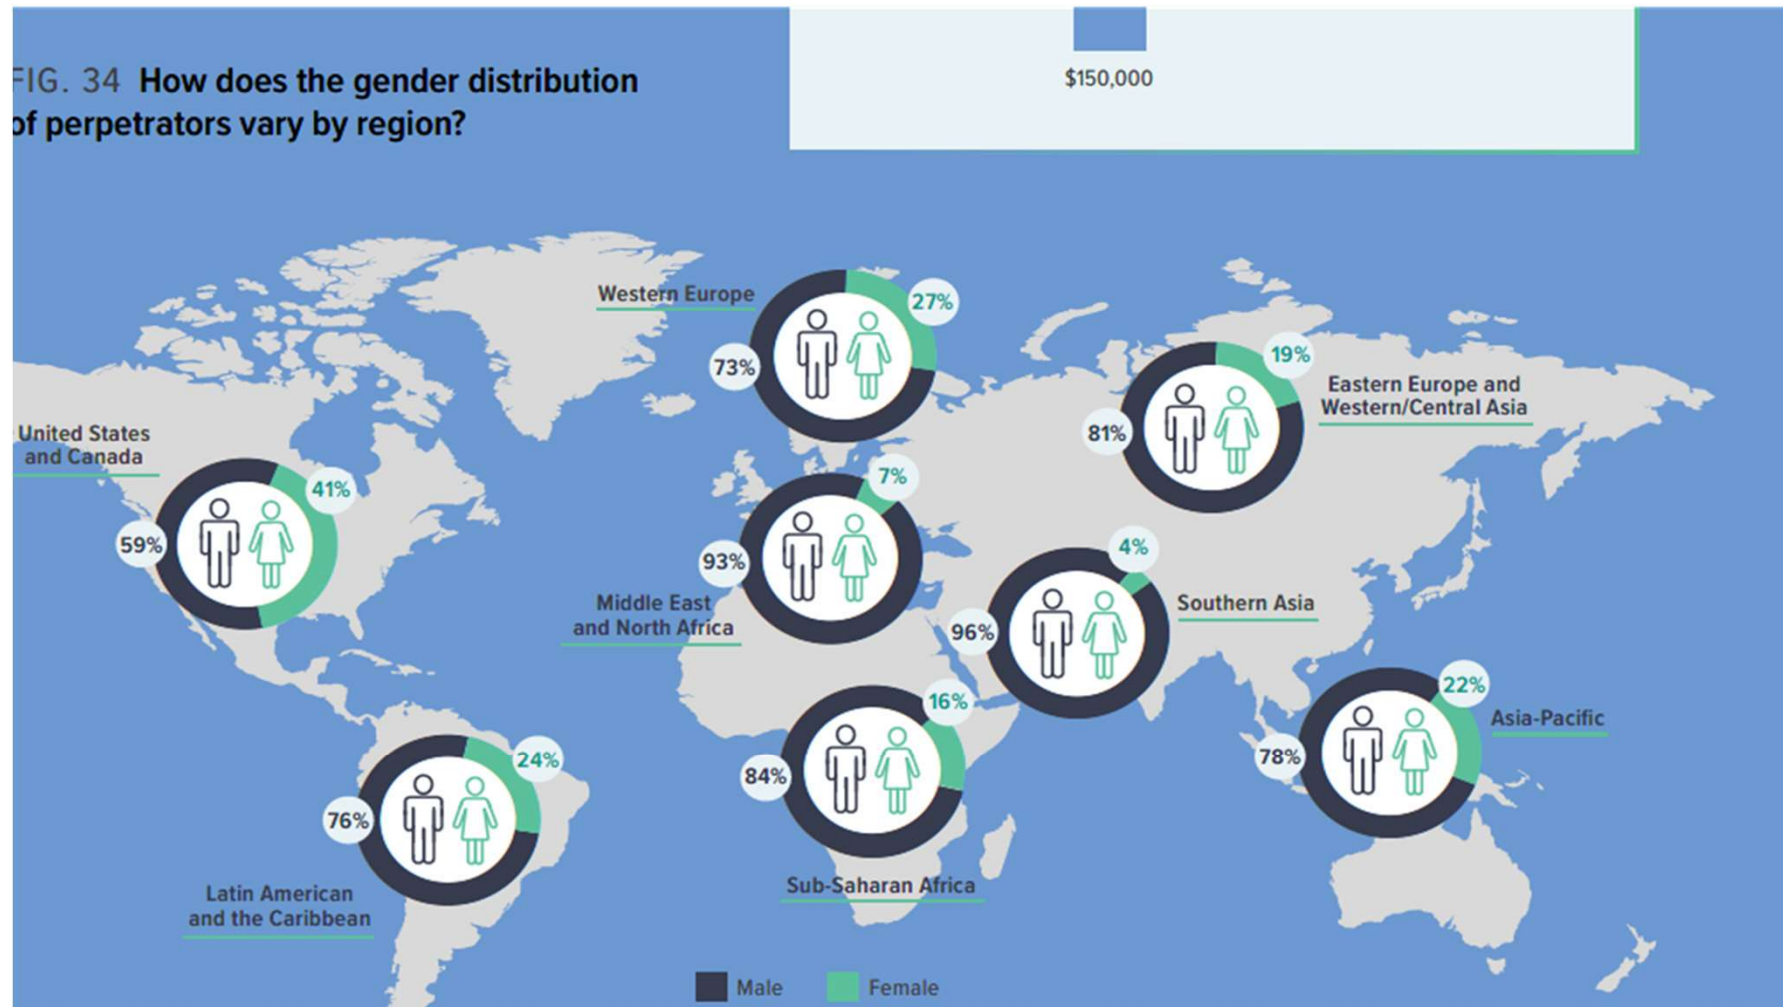 $150,000
FIG. 34 How does the gender distribution
of perpetrators vary by region?
Western Europe
27%
73%
19%
Eastern Europe and
Western/Central Asia
81%
United States
and Canada
41%
59%
7%
93%
Middle East
and North Africa
4%
Southern Asia
96%
16%
84%
Sub-Saharan Africa
22%
Asia-Pacific
78%
24%
76%
Latin American
and the Caribbean
Male
Female